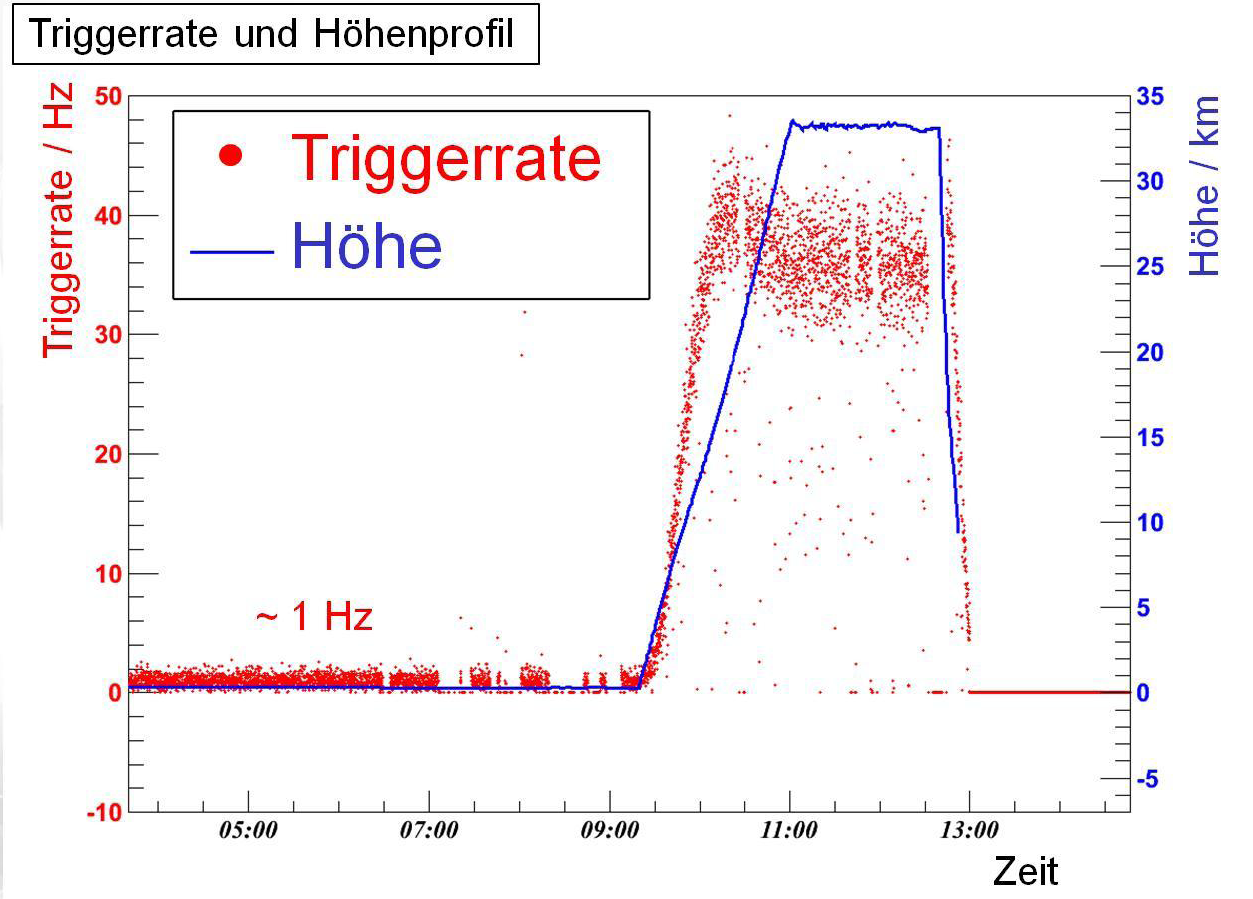 Triggerrate und Höhenprofil
Triggerrate / Hz
50
40
30
20
10
0
-10
Triggerrate
Höhe
~ 1 Hz
35
30
25
20
15
10
5
0
-5
Höhe / km
05:00 07:00 09:00 11:00 13:00
Zeit